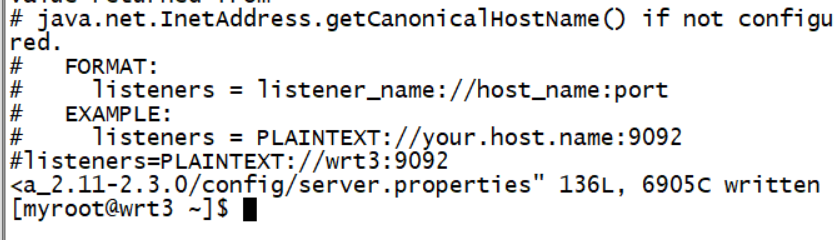 # java.net.InetAddress.getCanonicalHostName() if not configu
red.
#   FORMAT:
#     listeners = listener_name://host_name:port
#   EXAMPLE:
#     listeners = PLAINTEXT://your.host.name:9092
#listeners=PLAINTEXT://wrt3:9092
<a_2.11-2.3.0/config/server.properties" 136L, 6905C written
[myroot@wrt3 ~]$